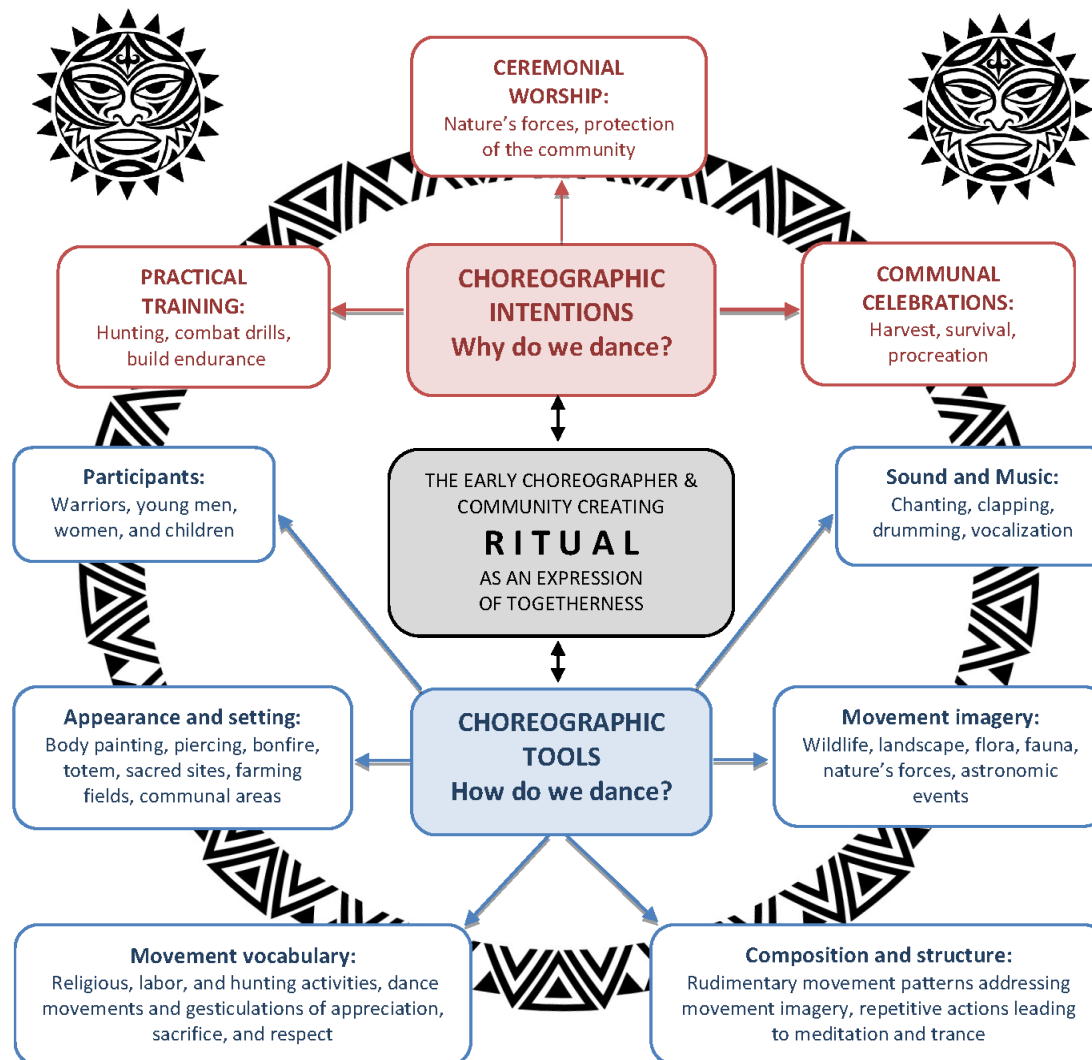 CEREMONIAL
WORSHIP:
Nature's forces, protection
of the community
PRACTICAL
TRAINING:
Hunting, combat drills,
build endurance
CHOREOGRAPHIC
INTENTIONS
Why do we dance?
COMMUNAL
CELEBRATIONS:
Harvest, survival,
procreation
Participants:
Warriors, young men,
women, and children
THE EARLY CHOREOGRAPHER &
COMMUNITY CREATING
RITUAL
AS AN EXPRESSION
OF TOGETHERNESS
Sound and Music:
Chanting, clapping,
drumming, vocalization
Appearance and setting:
Body painting, piercing, bonfire,
totem, sacred sites, farming
fields, communal areas
CHOREOGRAPHIC
TOOLS
How do we dance?
Movement imagery:
Wildlife, landscape, flora, fauna,
nature's forces, astronomic
events
Movement vocabulary:
Religious, labor, and hunting activities, dance
movements and gesticulations of appreciation,
sacrifice, and respect
Composition and structure:
Rudimentary movement patterns addressing
movement imagery, repetitive actions leading
to meditation and trance